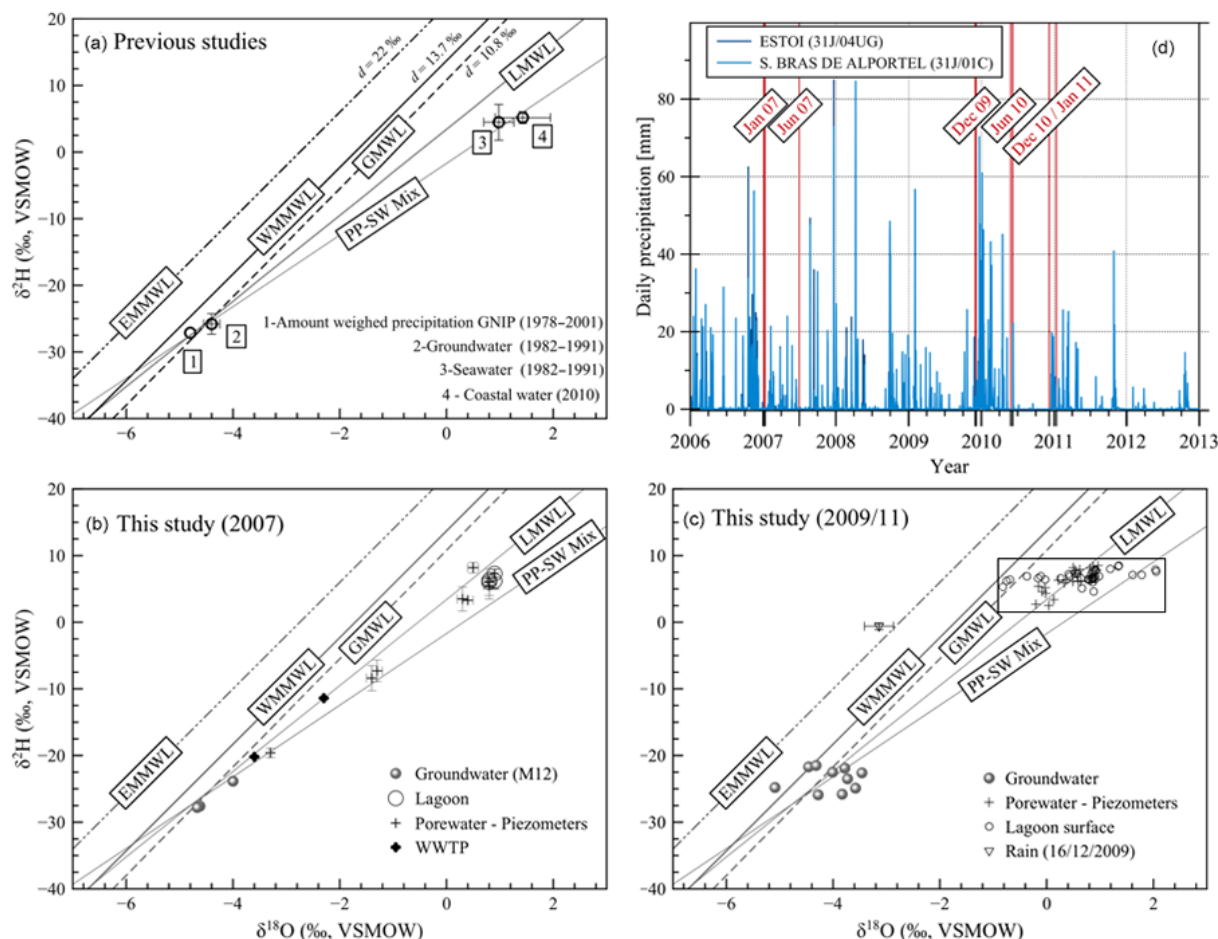 (a) Previous studies
d = 22 ‰
d = 13.7 ‰
d = 10.8 ‰
LMWL
GMWL
WMMWL
PP-SW Mix
EMMWL
3
4
1
2
1-Amount weighed precipitation GNIP (1978–2001)
2-Groundwater (1982–1991)
3-Seawater (1982–1991)
4 - Coastal water (2010)
δ²H (‰, VSMOW)
20
10
0
−10
−20
−30
−40
−6
−4
−2
0
2
(d)
ESTOI (31J/04UG)
S. BRAS DE ALPORTEL (31J/01C)
Jan 07
Jun 07
Dec 09
Jun 10
Dec 10 / Jan 11
Daily precipitation [mm]
80
60
40
20
0
2006
2007
2008
2009
2010
2011
2012
2013
Year
(b) This study (2007)
LMWL
PP-SW Mix
GMWL
WMMWL
EMMWL
Groundwater (M12)
Lagoon
Porewater - Piezometers
WWTP
δ²H (‰, VSMOW)
20
10
0
−10
−20
−30
−40
−6
−4
−2
0
2
δ¹⁸O (‰, VSMOW)
(c) This study (2009/11)
LMWL
GMWL
PP-SW Mix
WMMWL
EMMWL
Groundwater
Porewater - Piezometers
Lagoon surface
Rain (16/12/2009)
δ²H (‰, VSMOW)
20
10
0
−10
−20
−30
−40
−6
−4
−2
0
2
δ¹⁸O (‰, VSMOW)